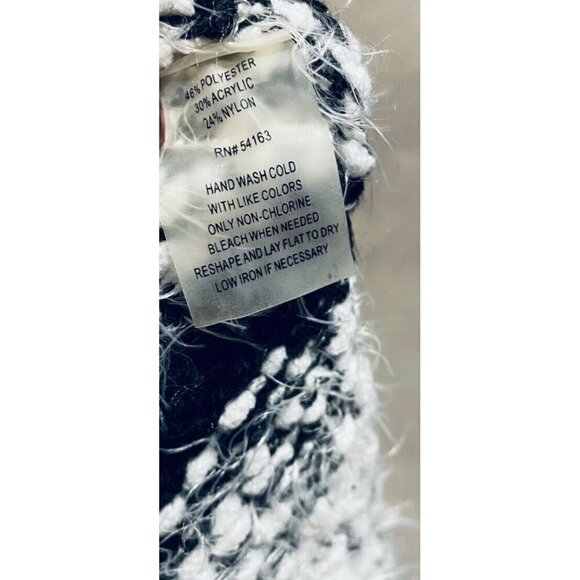 46% POLYESTER
30% ACRYLIC
24% NYLON
RN# 54163
HAND WASH COLD
WITH LIKE COLORS
ONLY NON-CHLORINE
BLEACH WHEN NEEDED
RESHAPE AND LAY FLAT TO DRY
LOW IRON IF NECESSARY